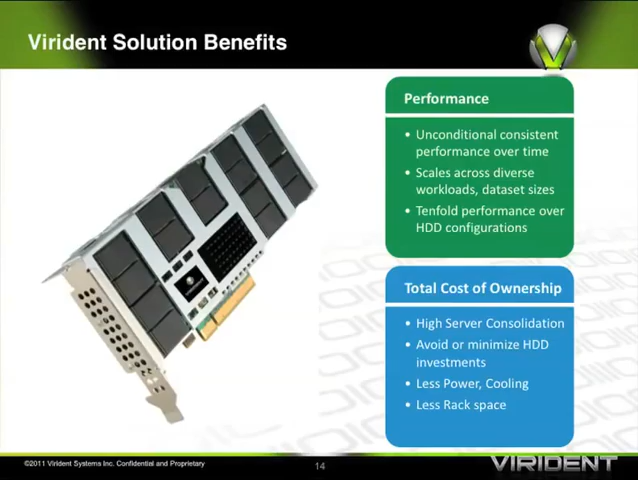 Virident Solution Benefits
V
Performance
• Unconditional consistent
performance over time
• Scales across diverse
workloads, dataset sizes
• Tenfold performance over
HDD configurations
Total Cost of Ownership
• High Server Consolidation
• Avoid or minimize HDD
investments
• Less Power, Cooling
• Less Rack space
©2011 Virident Systems Inc. Confidential and Proprietary
14
VIRIDENT